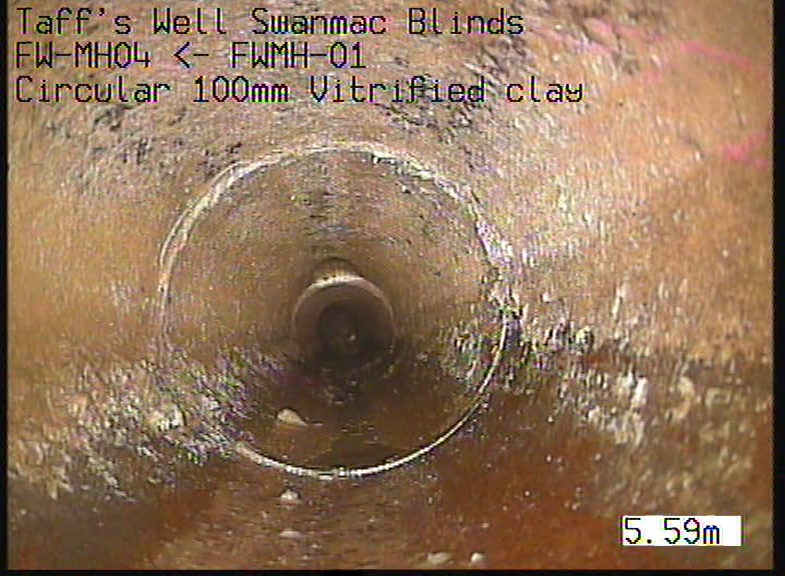 Taff's Well Swanmac Blinds
FW-MH04 <- FWMH-01
Circular 100mm Vitrified clay
5.59m